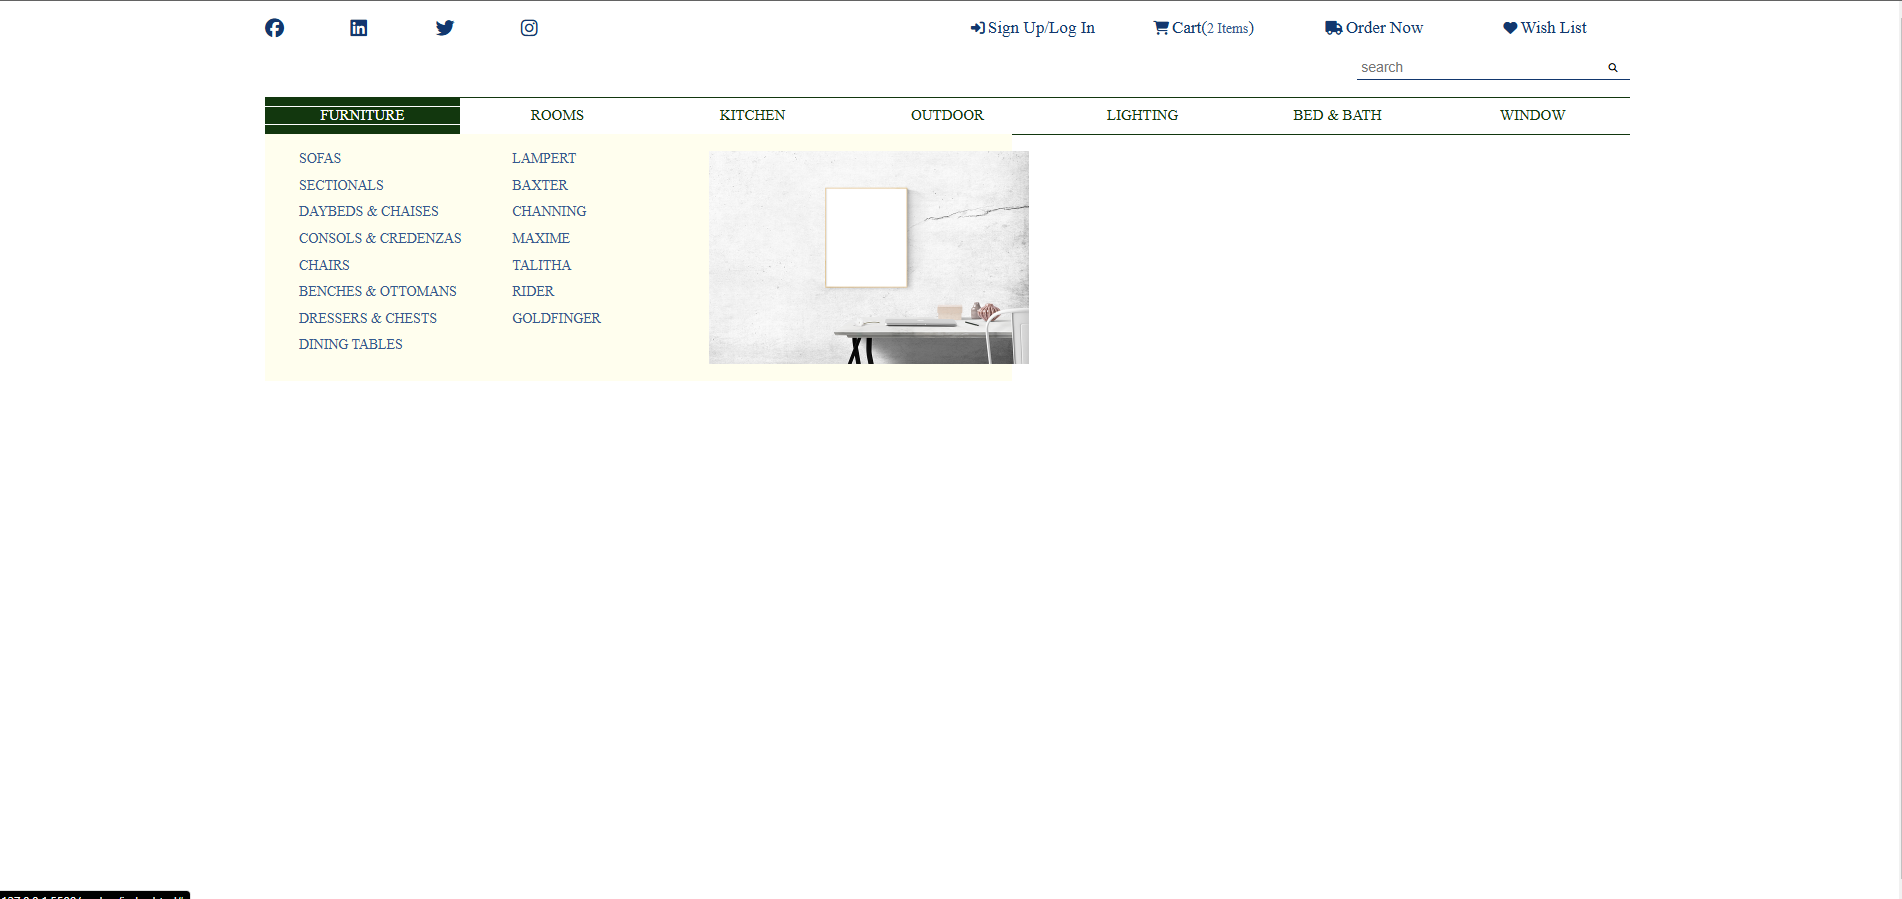 Sign Up/Log In Cart(2 Items) Order Now Wish List
search
FURNITURE ROOMS KITCHEN OUTDOOR LIGHTING BED & BATH WINDOW
SOFAS LAMPERT
SECTIONALS BAXTER
DAYBEDS & CHAISES CHANNING
CONSOLS & CREDENZAS MAXIME
CHAIRS TALITHA
BENCHES & OTTOMANS RIDER
DRESSERS & CHESTS GOLDFINGER
DINING TABLES